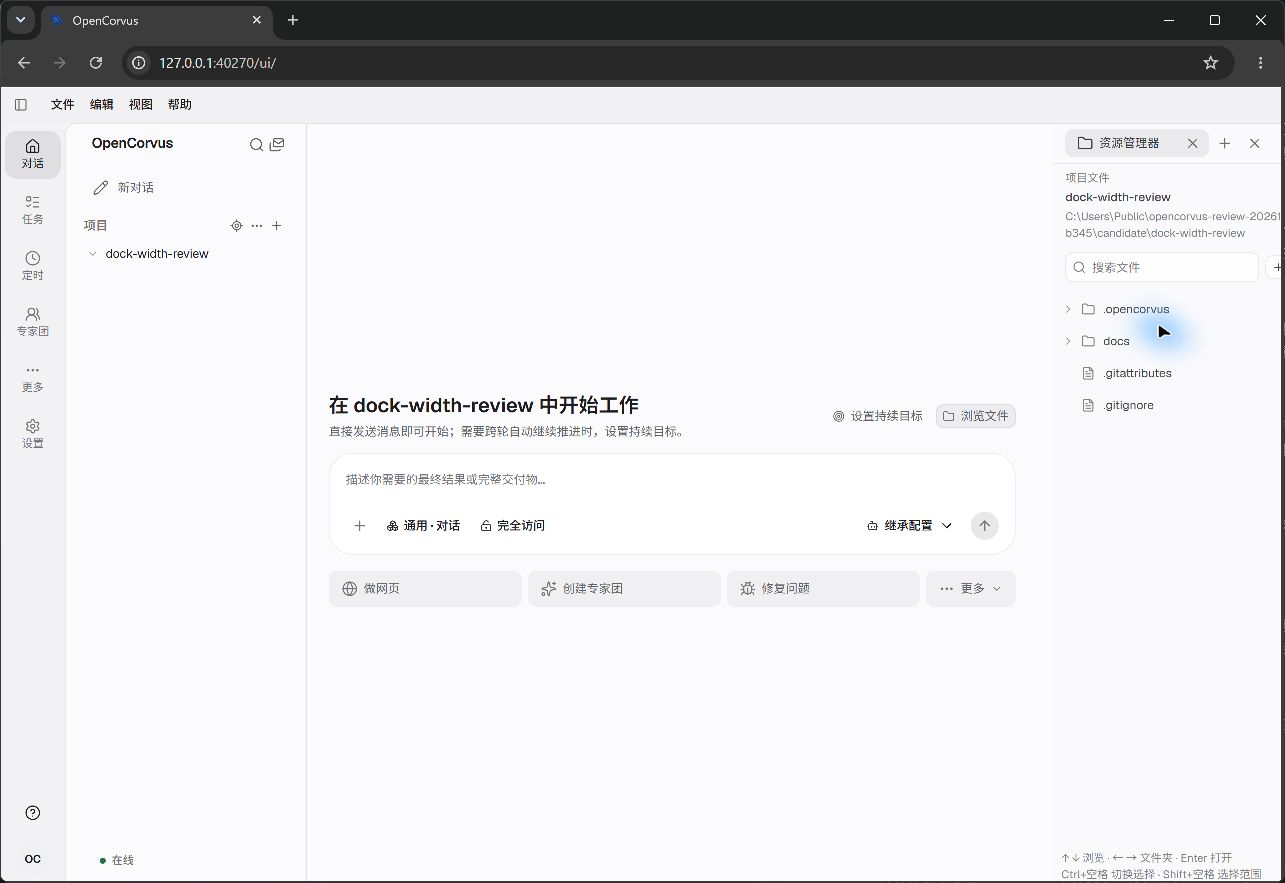 OpenCorvus
127.0.0.1:40270/ui/
文件 编辑 视图 帮助
对话
任务
定时
专家团
更多
设置
OC
OpenCorvus
新对话
项目
dock-width-review
在线
在 dock-width-review 中开始工作
直接发送消息即可开始；需要跨轮自动继续推进时，设置持续目标。
设置持续目标
浏览文件
描述你需要的最终结果或完整交付物...
通用 · 对话
完全访问
继承配置
做网页
创建专家团
修复问题
更多
资源管理器
项目文件
dock-width-review
C:\Users\Public\opencorvus-review-20261
b345\candidate\dock-width-review
搜索文件
.opencorvus
docs
.gitattributes
.gitignore
↑↓浏览 · ←→ 文件夹 · Enter 打开
Ctrl+空格 切换选择 · Shift+空格 选择范围